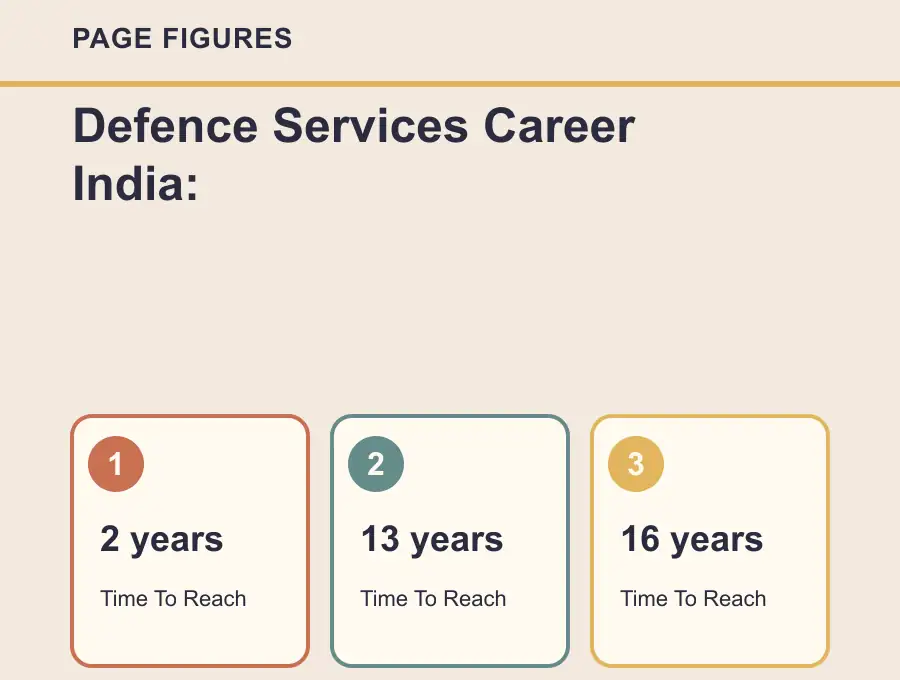 PAGE FIGURES
Defence Services Career
India:
1
2 years
Time To Reach
2
13 years
Time To Reach
3
16 years
Time To Reach